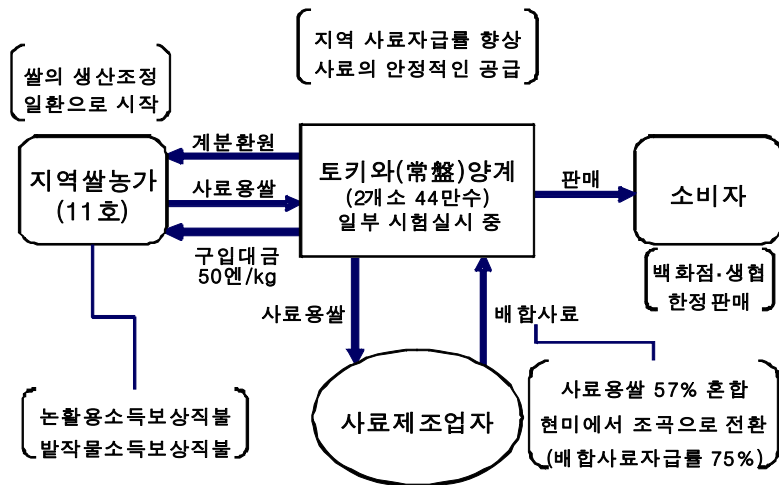 지역 사료자급률 향상
사료의 안정적인 공급
쌀의 생산조정
일환으로 시작
계분환원
지역쌀농가
(11호)
사료용쌀
토키와(常盤)양계
(2개소 44만수)
일부 시험실시 중
판매
소비자
구입대금
50엔/kg
백화점·생협
한정판매
사료용쌀
배합사료
논활용소득보상직불
밭작물소득보상직불
사료제조업자
사료용쌀 57% 혼합
현미에서 조곡으로 전환
(배합사료자급률 75%)